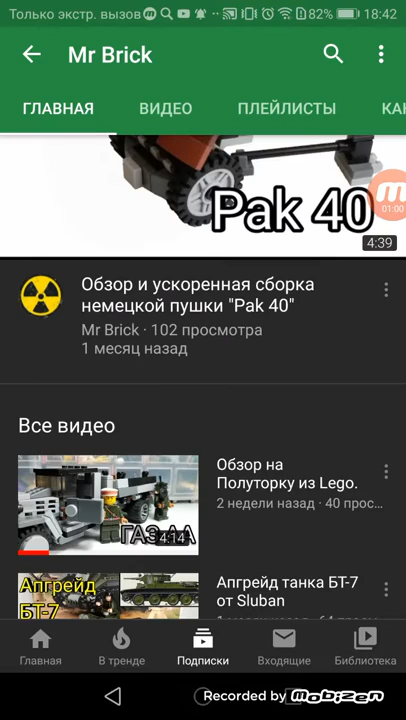 Только экстр. вызов 82% 18:42
Mr Brick
ГЛАВНАЯ ВИДЕО ПЛЕЙЛИСТЫ КА
Pak 40
01:00
4:39
Обзор и ускоренная сборка
немецкой пушки "Pak 40"
Mr Brick · 102 просмотра
1 месяц назад
Все видео
ГАЗ-АА
4:14
Обзор на
Полуторку из Lego.
2 недели назад · 40 прос...
Апгрейд
БТ-7
Апгрейд танка БТ-7
от Sluban
Главная В тренде Подписки Входящие Библиотека
Recorded by Mobizen